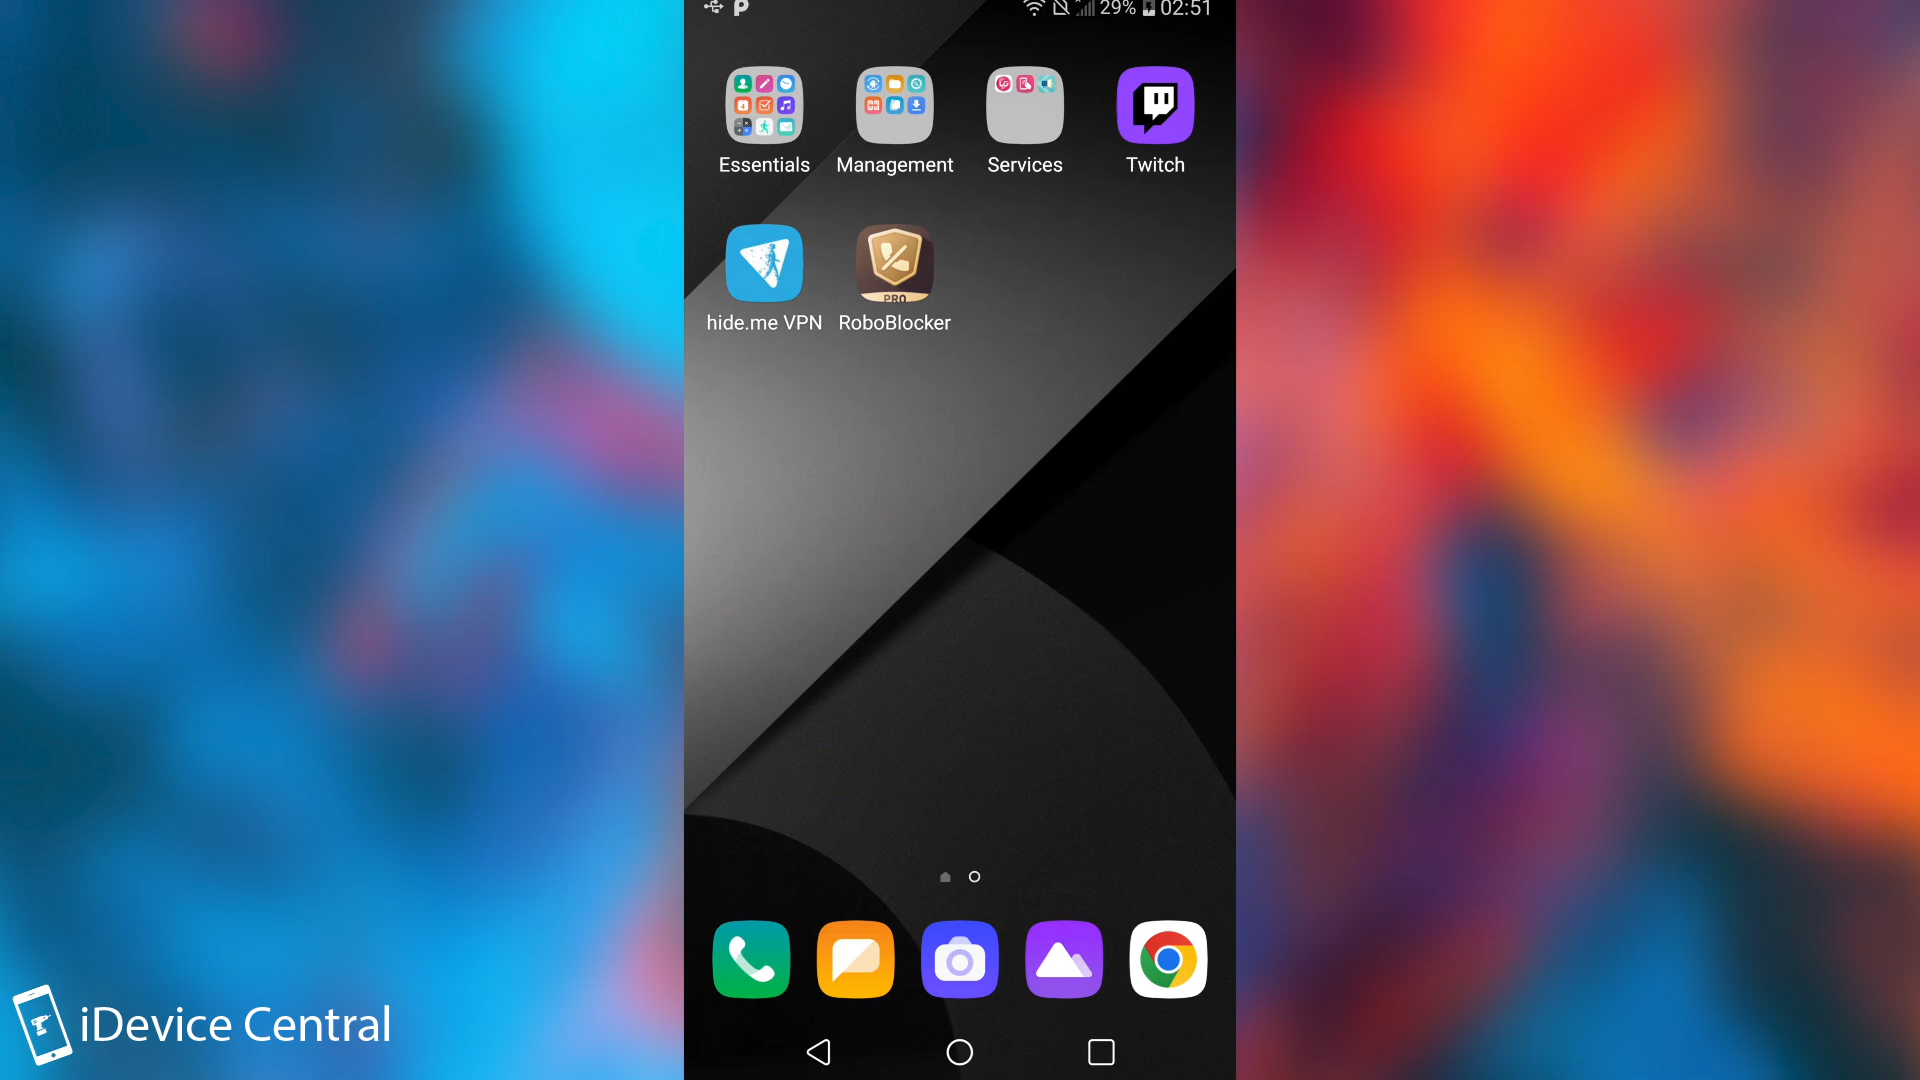 29% 02:51
Essentials Management Services Twitch
PRO
hide.me VPN RoboBlocker
iDevice Central